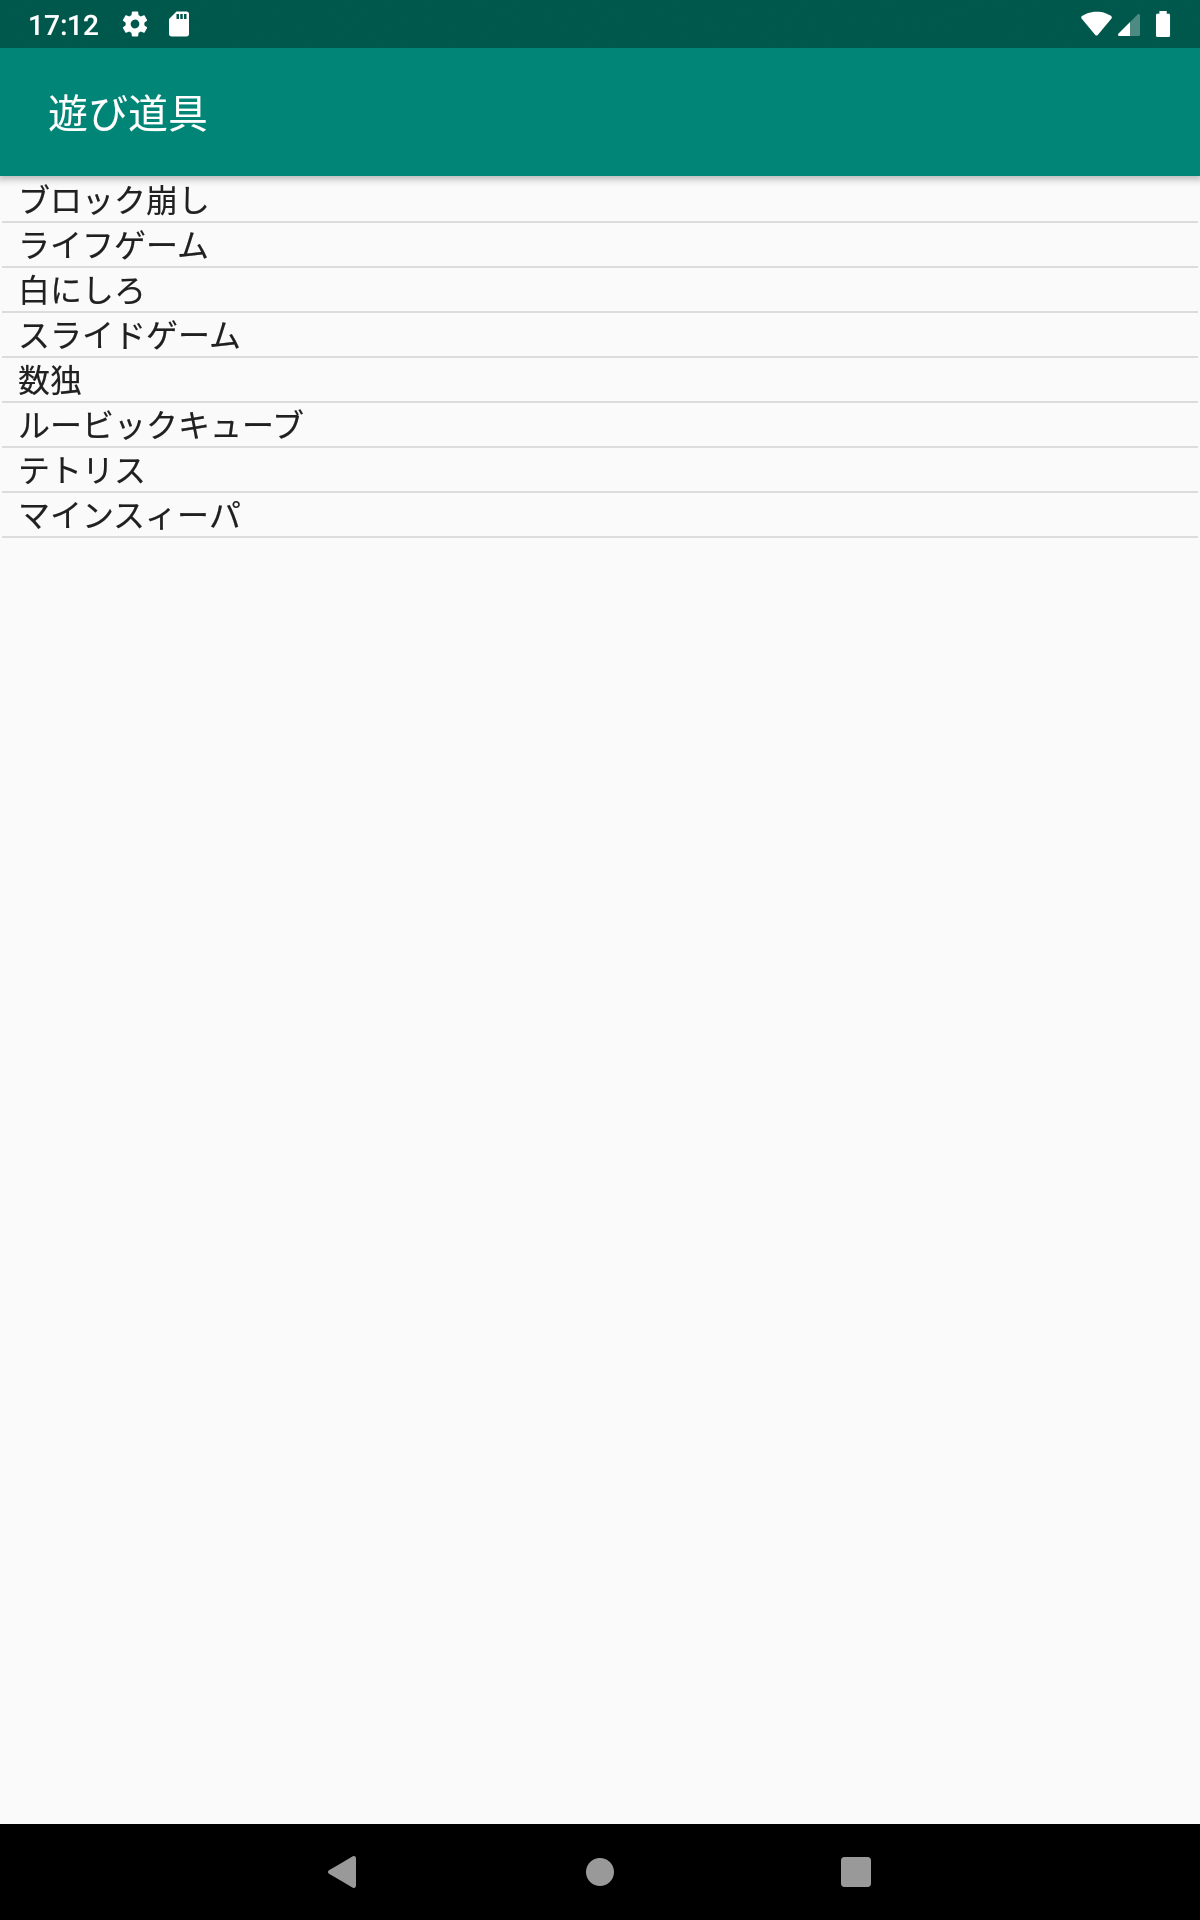 17:12
遊び道具
ブロック崩し
ライフゲーム
白にしろ
スライドゲーム
数独
ルービックキューブ
テトリス
マインスィーパ